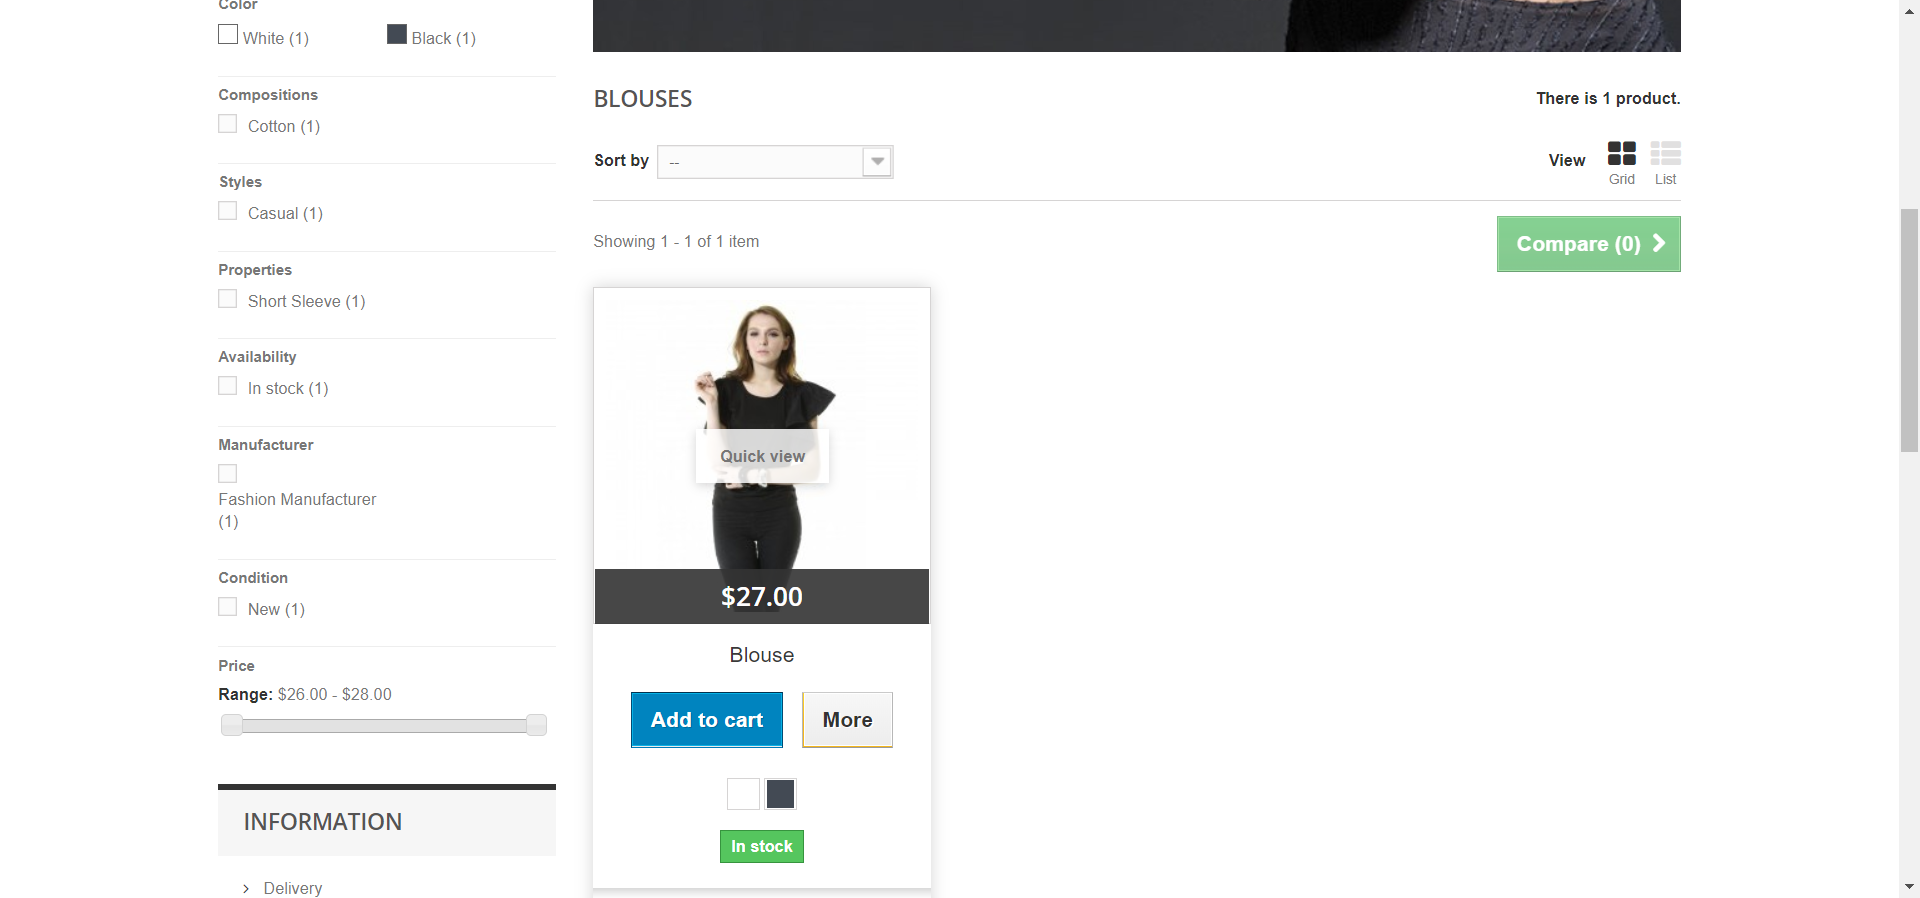 Color
White (1)
Black (1)
Compositions
Cotton (1)
Styles
Casual (1)
Properties
Short Sleeve (1)
Availability
In stock (1)
Manufacturer
Fashion Manufacturer
(1)
Condition
New (1)
Price
Range: $26.00 - $28.00
INFORMATION
Delivery
BLOUSES
There is 1 product.
Sort by
--
View
Grid
List
Showing 1 - 1 of 1 item
Compare (0)
Quick view
$27.00
Blouse
Add to cart
More
In stock